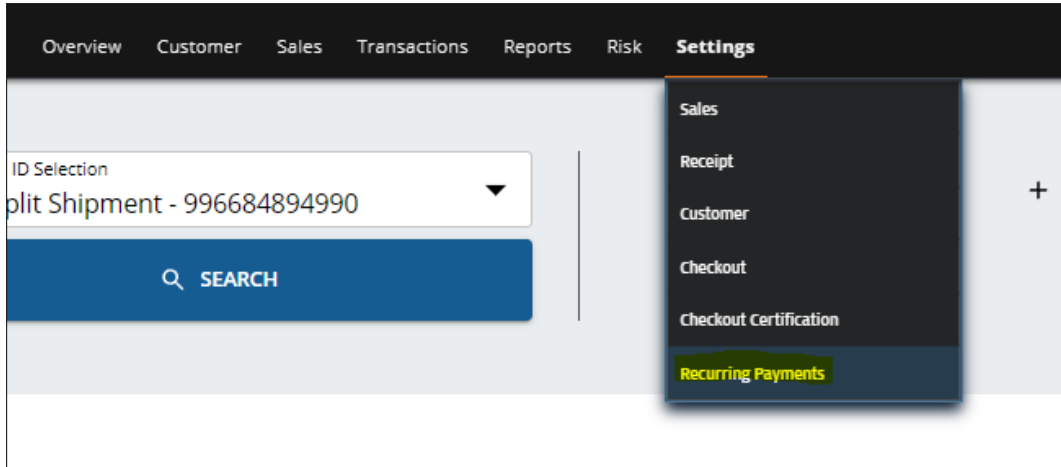 Overview Customer Sales Transactions Reports Risk Settings
Sales
ID Selection
Receipt
plit Shipment - 996684894990
Customer
SEARCH
Checkout
Checkout Certification
Recurring Payments